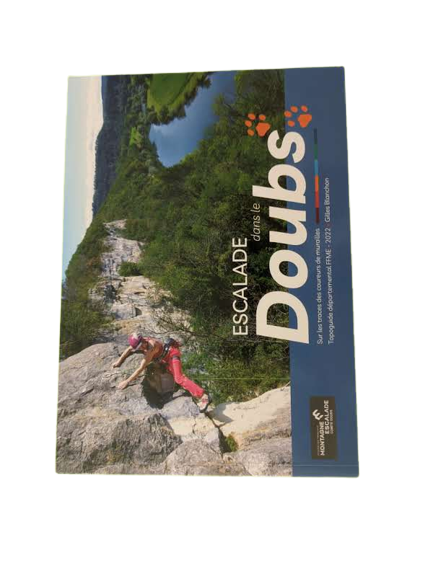 ESCALADE
dans le
Doubs
Sur les traces des coureurs de murailles
Topoguide départemental FFME - 2022 - Gilles Blanchon
MONTAGNE
ESCALADE